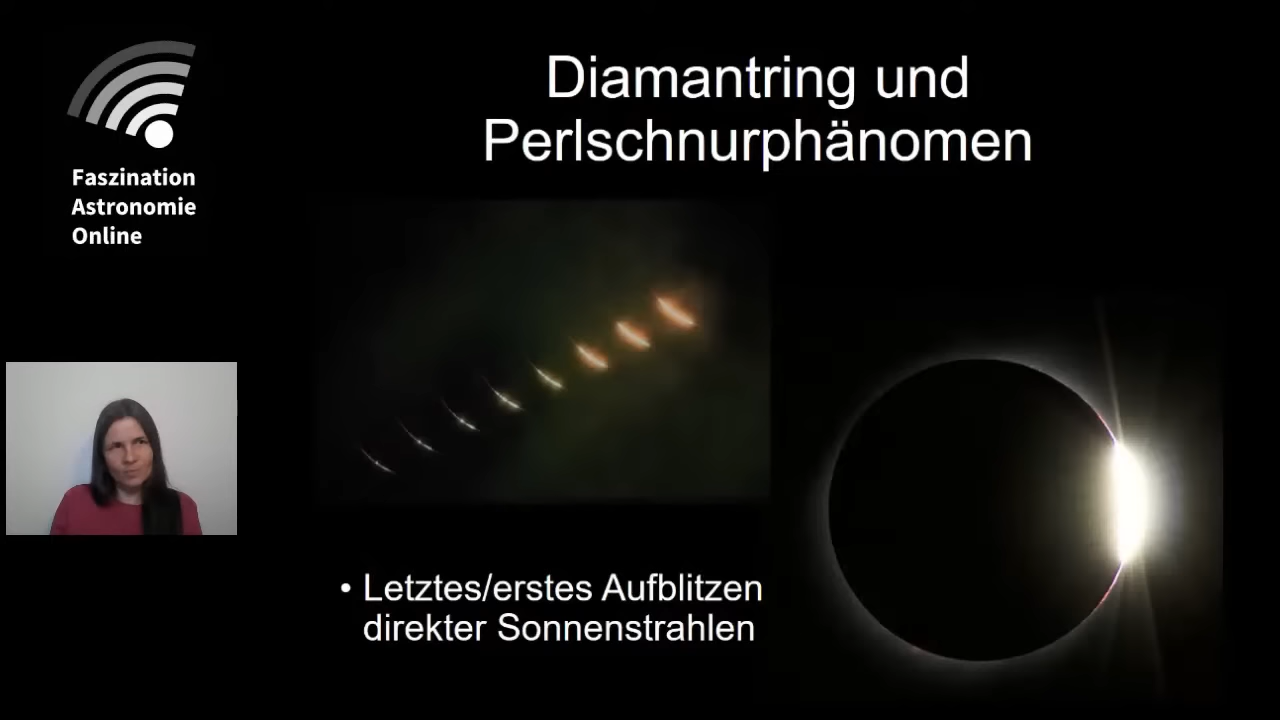 Faszination
Astronomie
Online
Diamantring und
Perlschnurphänomen
• Letztes/erstes Aufblitzen
direkter Sonnenstrahlen